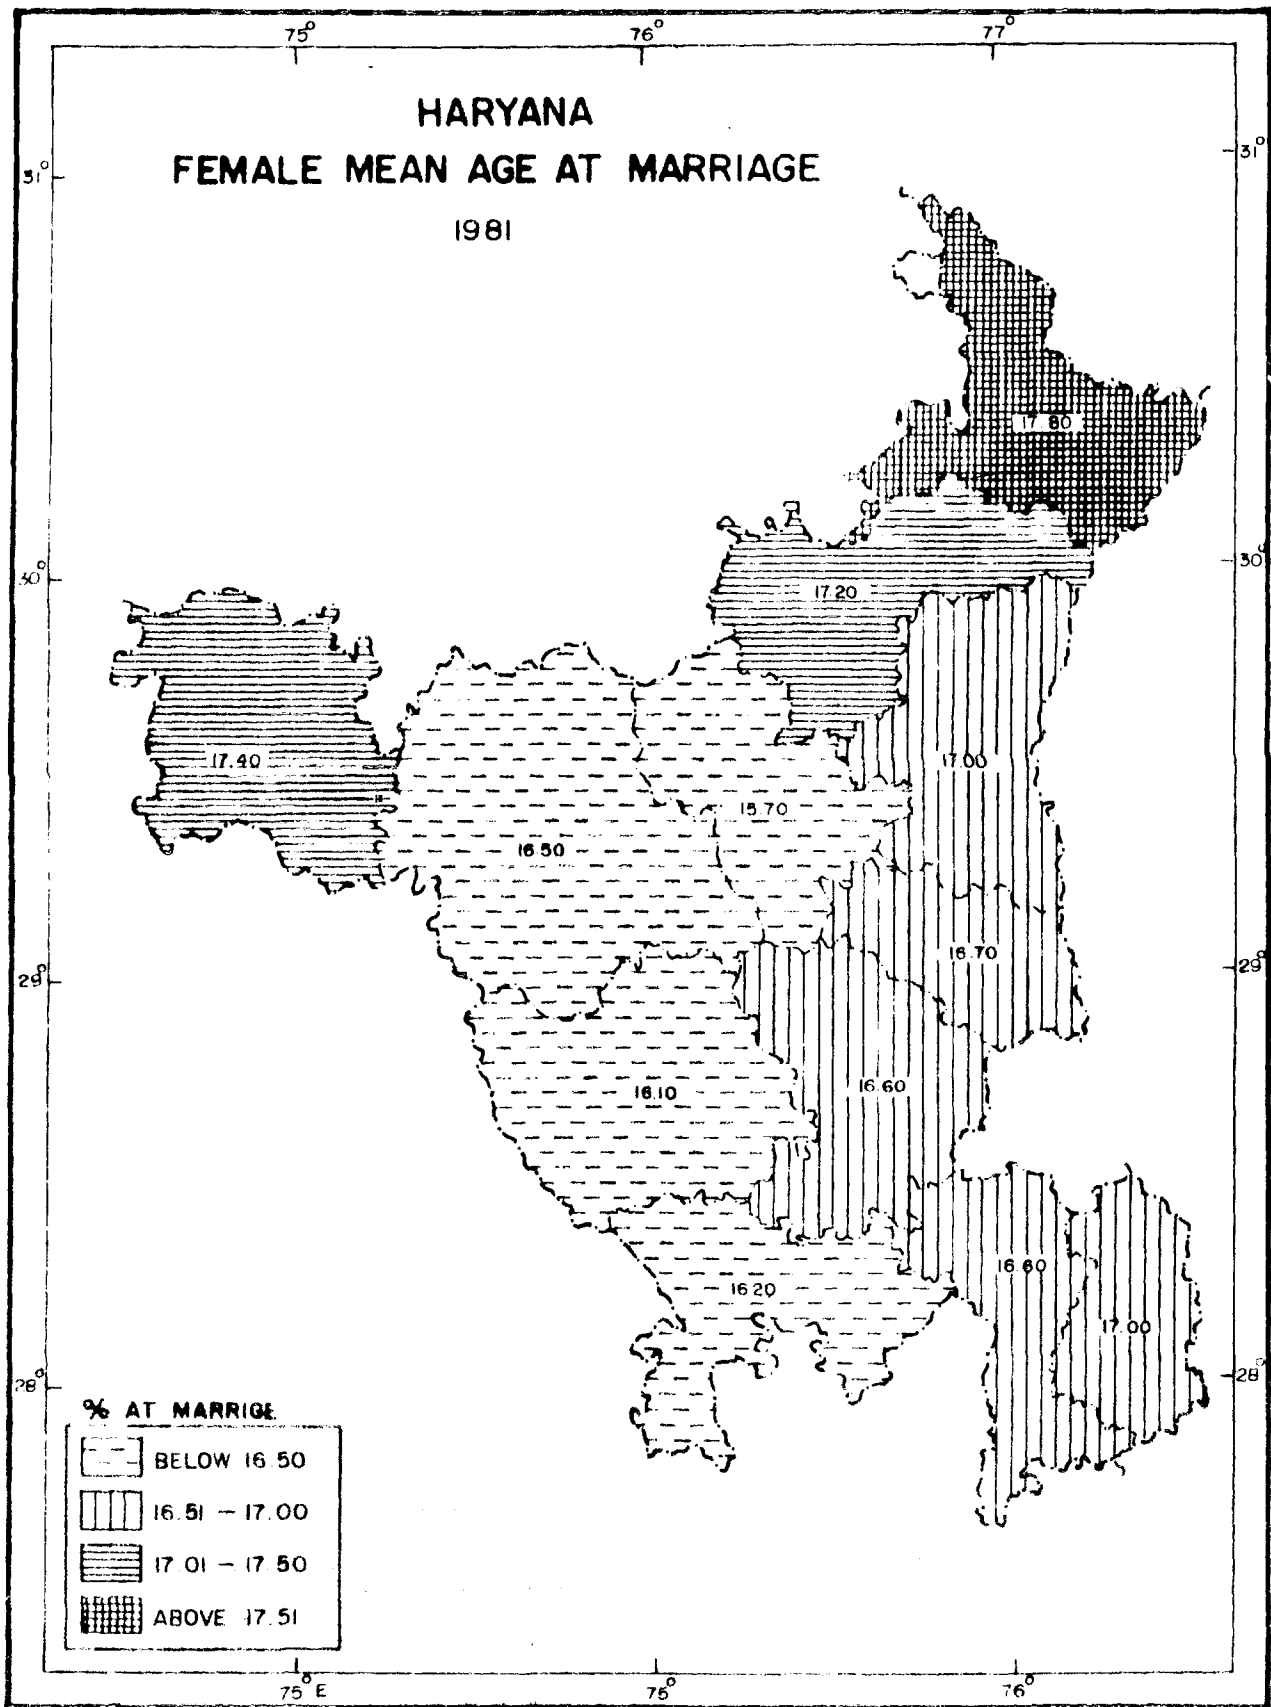 75° 76° 77°
HARYANA
FEMALE MEAN AGE AT MARRIAGE
1981
31° 31°
17.80
30° 30°
17.20
17.40
17.00
15.70
16.50
16.70
29° 29°
16.10
16.60
16.20
16.60
17.00
28° 28°
% AT MARRIGE
BELOW 16.50
16.51 – 17.00
17.01 – 17.50
ABOVE 17.51
75° E 75° 76°